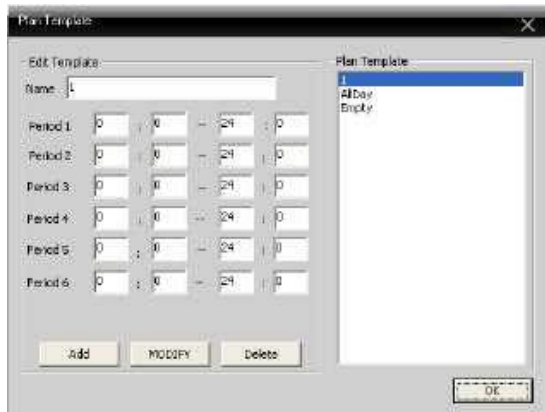 Plan Template
Edit Template
Name 1
Period 1 0 : 0 -- 24 : 0
Period 2 0 : 0 -- 24 : 0
Period 3 0 : 0 -- 24 : 0
Period 4 0 : 0 -- 24 : 0
Period 5 0 : 0 -- 24 : 0
Period 6 0 : 0 -- 24 : 0
Add MODIFY Delete
Plan Template
1
AllDay
Empty
OK